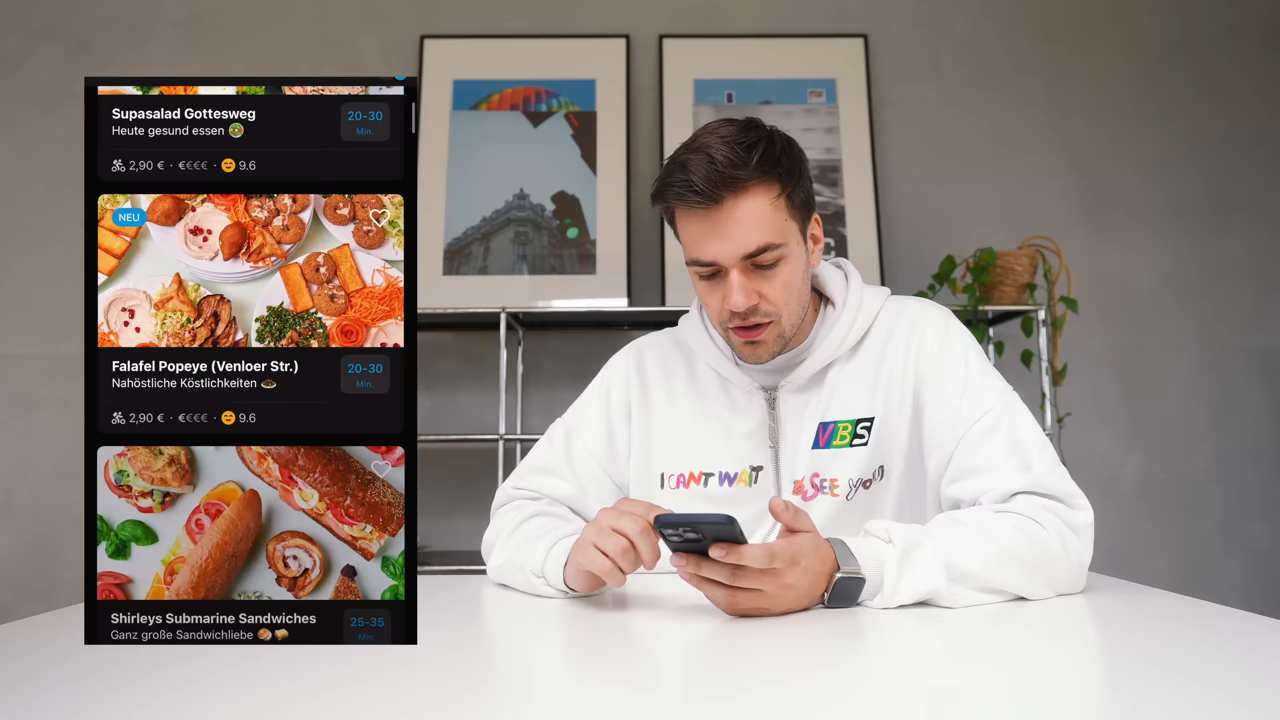 Supasalad Gottesweg
Heute gesund essen 🥗
20-30
Min.
2,90 € · €€€€ · 😊 9.6
NEU
Falafel Popeye (Venloer Str.)
Nahöstliche Köstlichkeiten 🧆
20-30
Min.
2,90 € · €€€€ · 😊 9.6
Shirleys Submarine Sandwiches
Ganz große Sandwichliebe 🥙🥪
25-35
Min.
VBS
I CANT WAIT SEE YOU